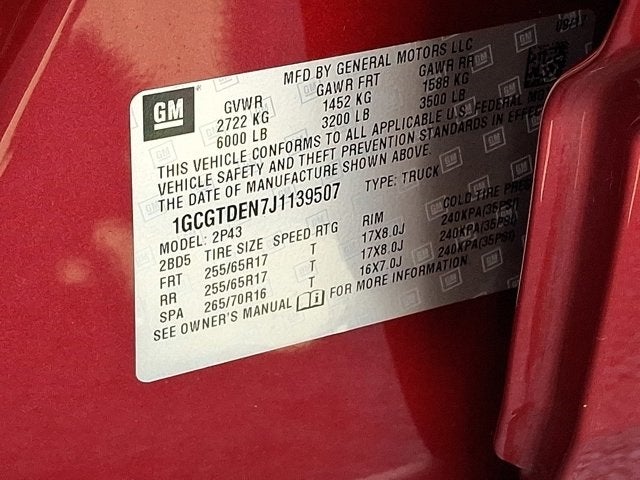 GM
MFD BY GENERAL MOTORS LLC
GVWR GAWR FRT GAWR RR
2722 KG 1452 KG 1588 KG
6000 LB 3200 LB 3500 LB
THIS VEHICLE CONFORMS TO ALL APPLICABLE U.S. FEDERAL
VEHICLE SAFETY AND THEFT PREVENTION STANDARDS IN
THE DATE OF MANUFACTURE SHOWN ABOVE.
1GCGTDEN7J1139507 TYPE: TRUCK
MODEL: 2P43
2BD5 TIRE SIZE SPEED RTG RIM COLD TIRE
FRT 255/65R17 T 17X8.0J 240KPA(35PSI)
RR 255/65R17 T 17X8.0J 240KPA(35PSI)
SPA 265/70R16 T 16X7.0J 240KPA(35PSI)
SEE OWNER'S MANUAL FOR MORE INFORMATION